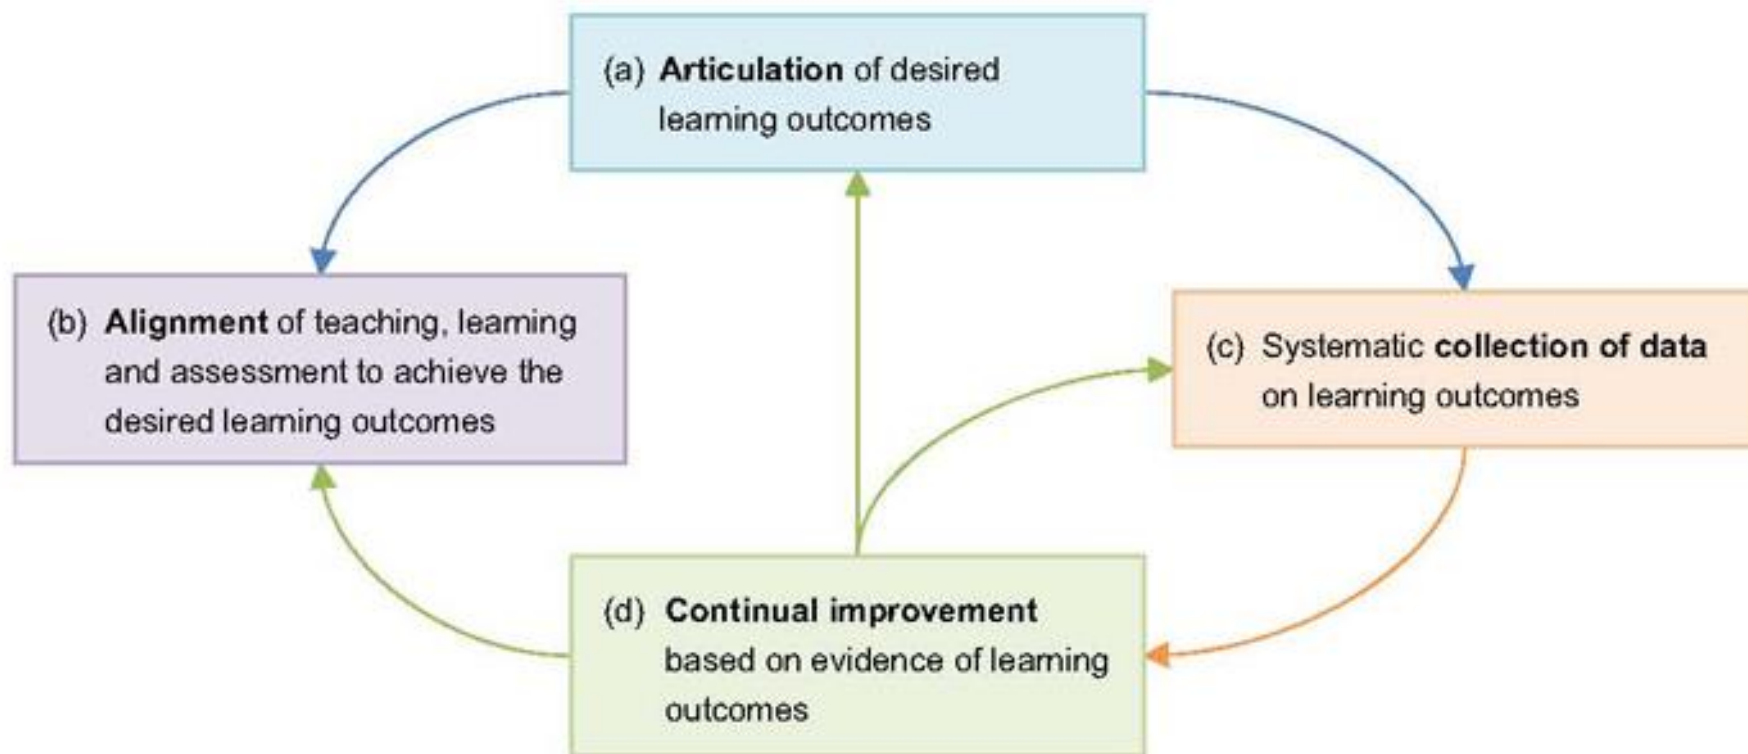 (a) Articulation of desired
learning outcomes
(b) Alignment of teaching, learning
and assessment to achieve the
desired learning outcomes
(c) Systematic collection of data
on learning outcomes
(d) Continual improvement
based on evidence of learning
outcomes